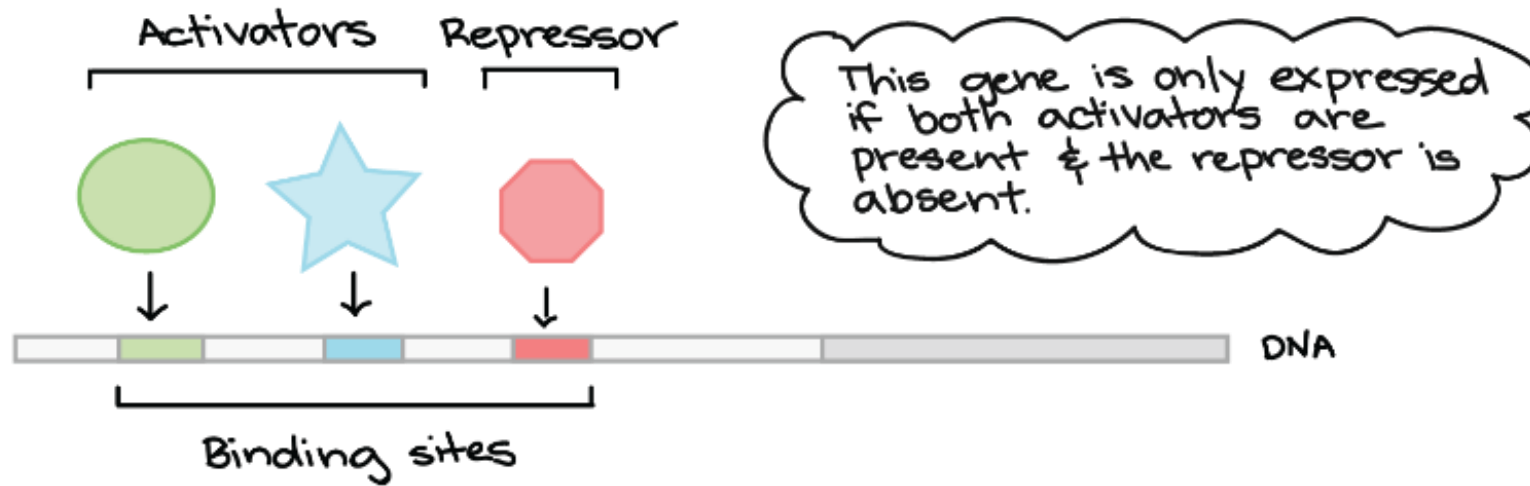 Activators
Repressor
This gene is only expressed
if both activators are
present & the repressor is
absent.
DNA
Binding sites